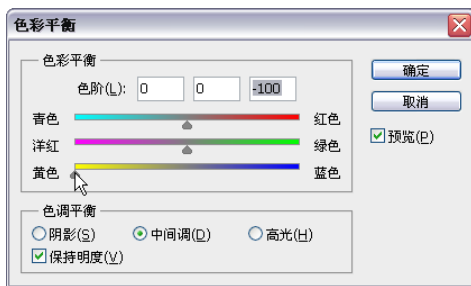 色彩平衡
色彩平衡
色阶(L): 0 0 -100
青色 红色
洋红 绿色
黄色 蓝色
确定
取消
预览(P)
色调平衡
阴影(S) 中间调(D) 高光(H)
保持明度(V)